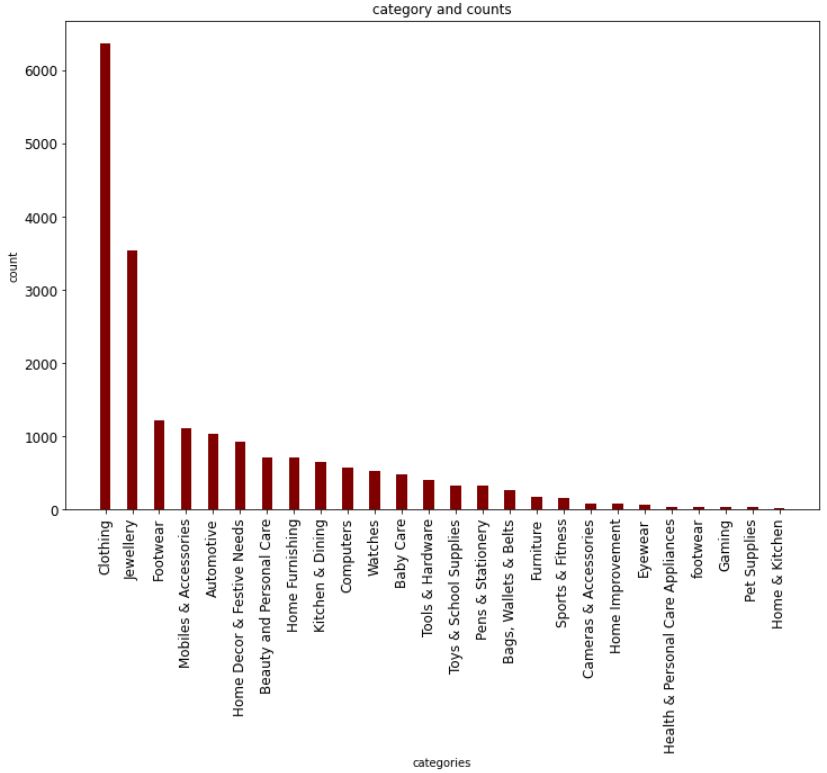 category and counts
6000
5000
4000
3000
2000
1000
0
count
Clothing
Jewellery
Footwear
Mobiles & Accessories
Automotive
Home Decor & Festive Needs
Beauty and Personal Care
Home Furnishing
Kitchen & Dining
Computers
Watches
Baby Care
Tools & Hardware
Toys & School Supplies
Pens & Stationery
Bags, Wallets & Belts
Furniture
Sports & Fitness
Cameras & Accessories
Home Improvement
Eyewear
Health & Personal Care Appliances
footwear
Gaming
Pet Supplies
Home & Kitchen
categories